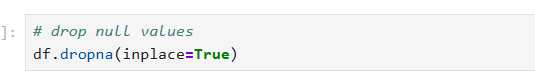 ]:
# drop null values
df.dropna(inplace=True)